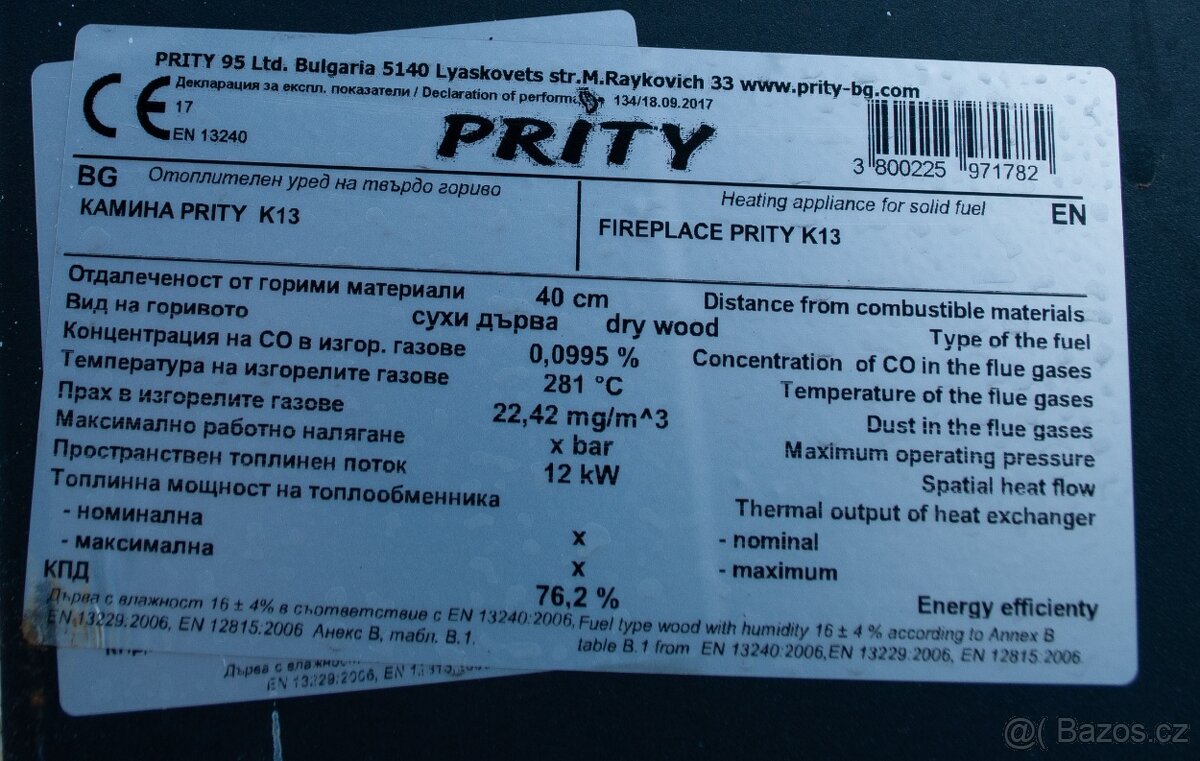 PRITY 95 Ltd. Bulgaria 5140 Lyaskovets str.M.Raykovich 33 www.prity-bg.com
CE
Декларация за експл. показатели / Declaration of 134/18.09.2017
17
EN 13240
PRITY
3 800225 971782
BG Отоплителен уред на твърдо гориво
КАМИНА PRITY K13
Heating appliance for solid fuel EN
FIREPLACE PRITY K13
Отдалеченост от горими материали 40 cm Distance from combustible materials
Вид на горивото сухи дърва dry wood Type of the fuel
Концентрация на CO в изгор. газове 0,0995 % Concentration of CO in the flue gases
Температура на изгорелите газове 281 °C Temperature of the flue gases
Прах в изгорелите газове 22,42 mg/m^3 Dust in the flue gases
Максимално работно налягане x bar Maximum operating pressure
Пространствен топлинен поток 12 kW Spatial heat flow
Топлинна мощност на топлообменника Thermal output of heat exchanger
- номинална x - nominal
- максимална x - maximum
КПД 76,2 % Energy efficienty
Дърва с влажност 16 ± 4% в съответствие с EN 13240:2006,
EN 13229:2006, EN 12815:2006 Анекс В, табл. В.1.
Fuel type wood with humidity 16 ± 4 % according to Annex B
table B.1 from EN 13240:2006,EN 13229:2006, EN 12815:2006
Дърва с
EN 13229:2006, EN
@( Bazos.cz